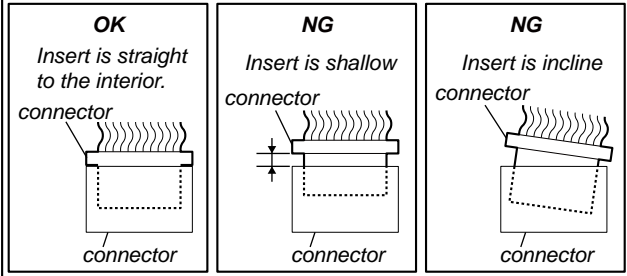 OK
Insert is straight
to the interior.
connector
connector
NG
Insert is shallow
connector
connector
NG
Insert is incline
connector
connector